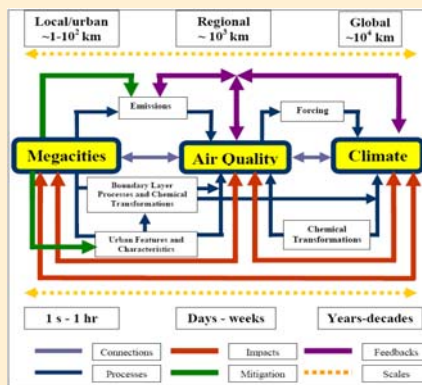 Local/urban Regional Global
~1-10² km ~ 10³ km ~10⁴ km
Emissions Forcing
Megacities Air Quality Climate
Boundary Layer
Processes and Chemical
Transformations
Urban Features and
Characteristics
Chemical
Transformations
1 s - 1 hr Days - weeks Years-decades
Connections Impacts Feedbacks
Processes Mitigation Scales